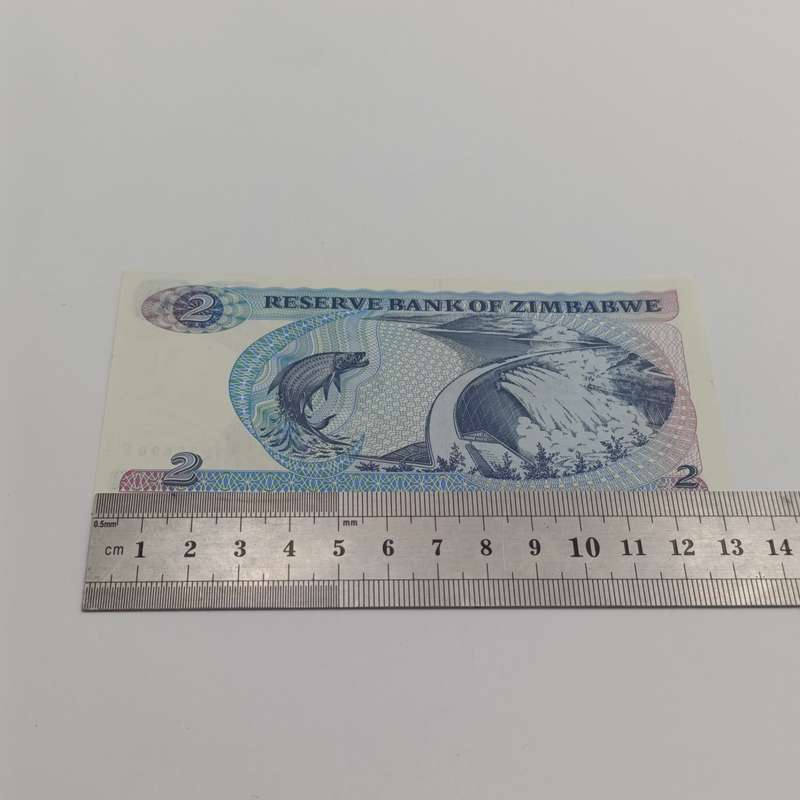 2 RESERVE BANK OF ZIMBABWE
2 2
0.5mm mm
cm 1 2 3 4 5 6 7 8 9 10 11 12 13 14